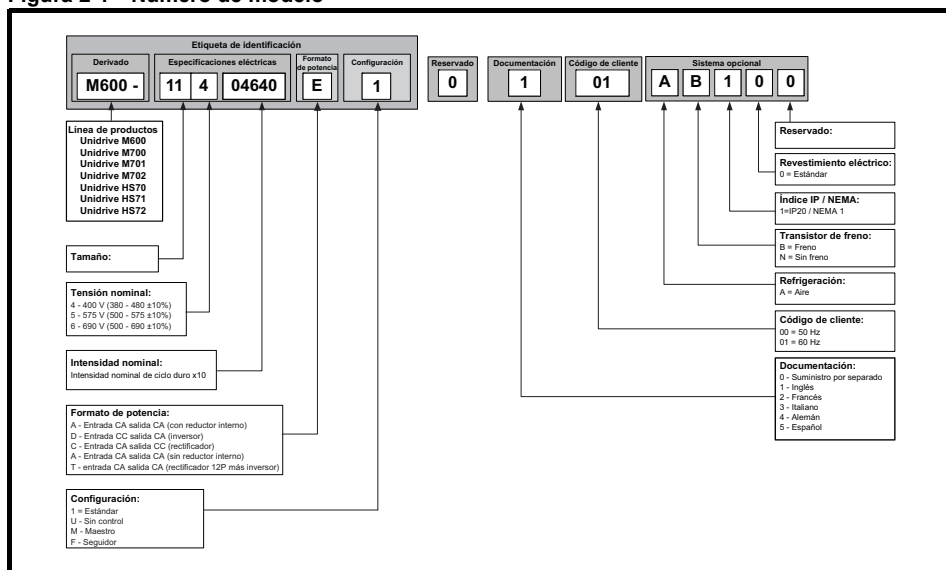 Etiqueta de identificación
Derivado
Especificaciones eléctricas
Formato de potencia
Configuración
Reservado
Documentación
Código de cliente
Sistema opcional
M600 -
11 4 04640
E
1
0
1
01
A B 1 0 0
Línea de productos
Unidrive M600
Unidrive M700
Unidrive M701
Unidrive M702
Unidrive HS70
Unidrive HS71
Unidrive HS72
Tamaño:
Tensión nominal:
4 - 400 V (380 - 480 ±10%)
5 - 575 V (500 - 575 ±10%)
6 - 690 V (500 - 690 ±10%)
Intensidad nominal:
Intensidad nominal de ciclo duro x10
Formato de potencia:
A - Entrada CA salida CA (con reductor interno)
D - Entrada CC salida CA (inversor)
C - Entrada CA salida CC (rectificador)
A - Entrada CA salida CA (sin reductor interno)
T - entrada CA salida CA (rectificador 12P más inversor)
Configuración:
1 = Estándar
U - Sin control
M - Maestro
F - Seguidor
Reservado:
Revestimiento eléctrico:
0 = Estándar
Índice IP / NEMA:
1=IP20 / NEMA 1
Transistor de freno:
B = Freno
N = Sin freno
Refrigeración:
A = Aire
Código de cliente:
00 = 50 Hz
01 = 60 Hz
Documentación:
0 - Suministro por separado
1 - Inglés
2 - Francés
3 - Italiano
4 - Alemán
5 - Español